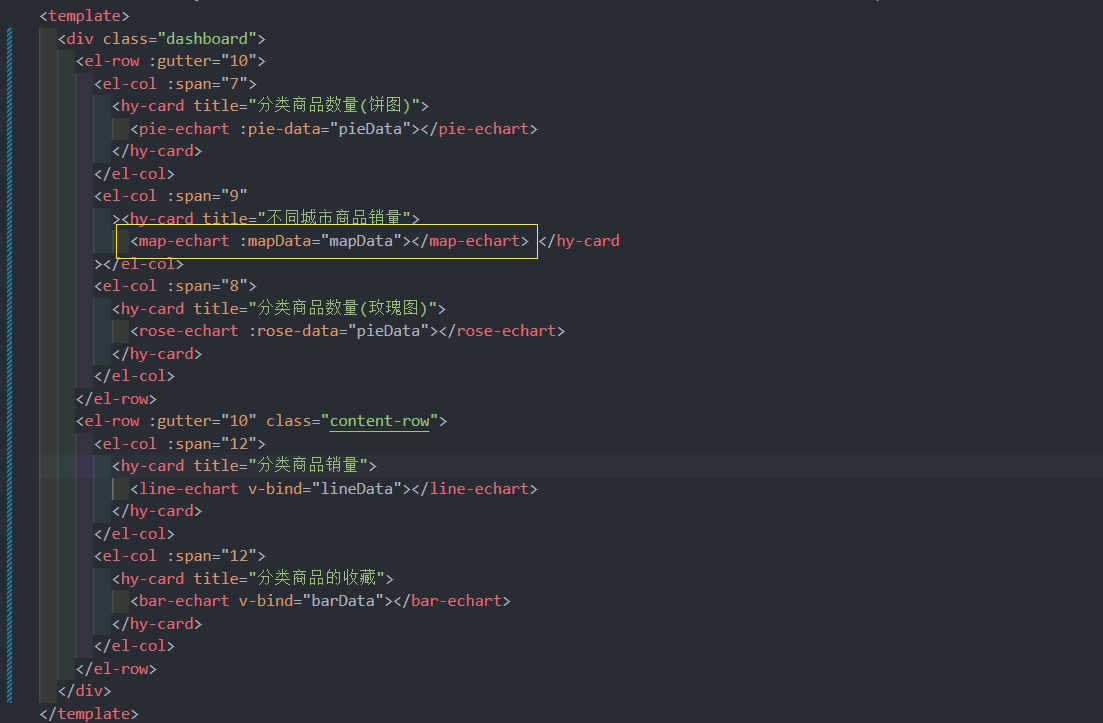 <template>
<div class="dashboard">
<el-row :gutter="10">
<el-col :span="7">
<hy-card title="分类商品数量(饼图)">
<pie-echart :pie-data="pieData"></pie-echart>
</hy-card>
</el-col>
<el-col :span="9"
><hy-card title="不同城市商品销量">
<map-echart :mapData="mapData"></map-echart> </hy-card
></el-col>
<el-col :span="8">
<hy-card title="分类商品数量(玫瑰图)">
<rose-echart :rose-data="pieData"></rose-echart>
</hy-card>
</el-col>
</el-row>
<el-row :gutter="10" class="content-row">
<el-col :span="12">
<hy-card title="分类商品销量">
<line-echart v-bind="lineData"></line-echart>
</hy-card>
</el-col>
<el-col :span="12">
<hy-card title="分类商品的收藏">
<bar-echart v-bind="barData"></bar-echart>
</hy-card>
</el-col>
</el-row>
</div>
</template>